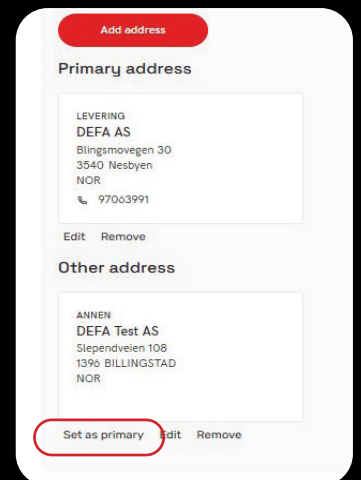 Add address
Primary address
LEVERING
DEFA AS
Blingsmovegen 30
3540 Nesbyen
NOR
97063991
Edit Remove
Other address
ANNEN
DEFA Test AS
Slependveien 108
1396 BILLINGSTAD
NOR
Set as primary Edit Remove